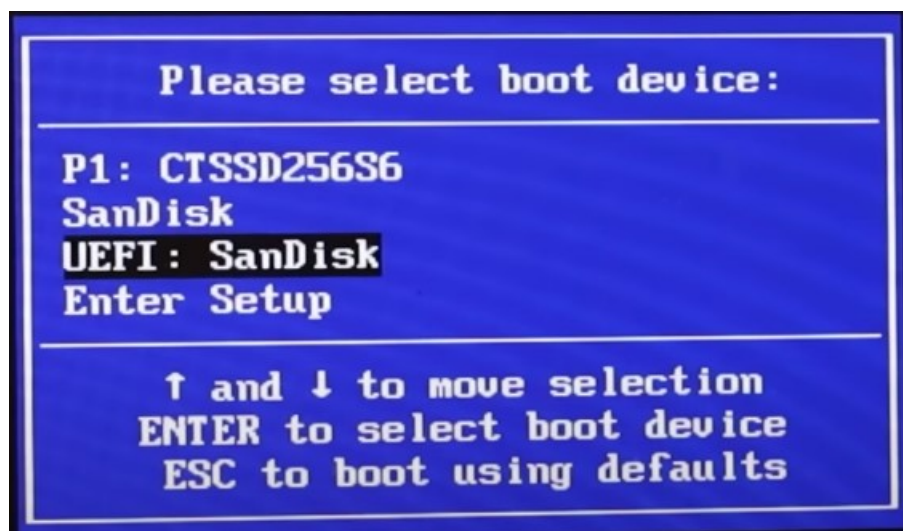 Please select boot device:
P1: CTSSD256S6
SanDisk
UEFI: SanDisk
Enter Setup
↑ and ↓ to move selection
ENTER to select boot device
ESC to boot using defaults